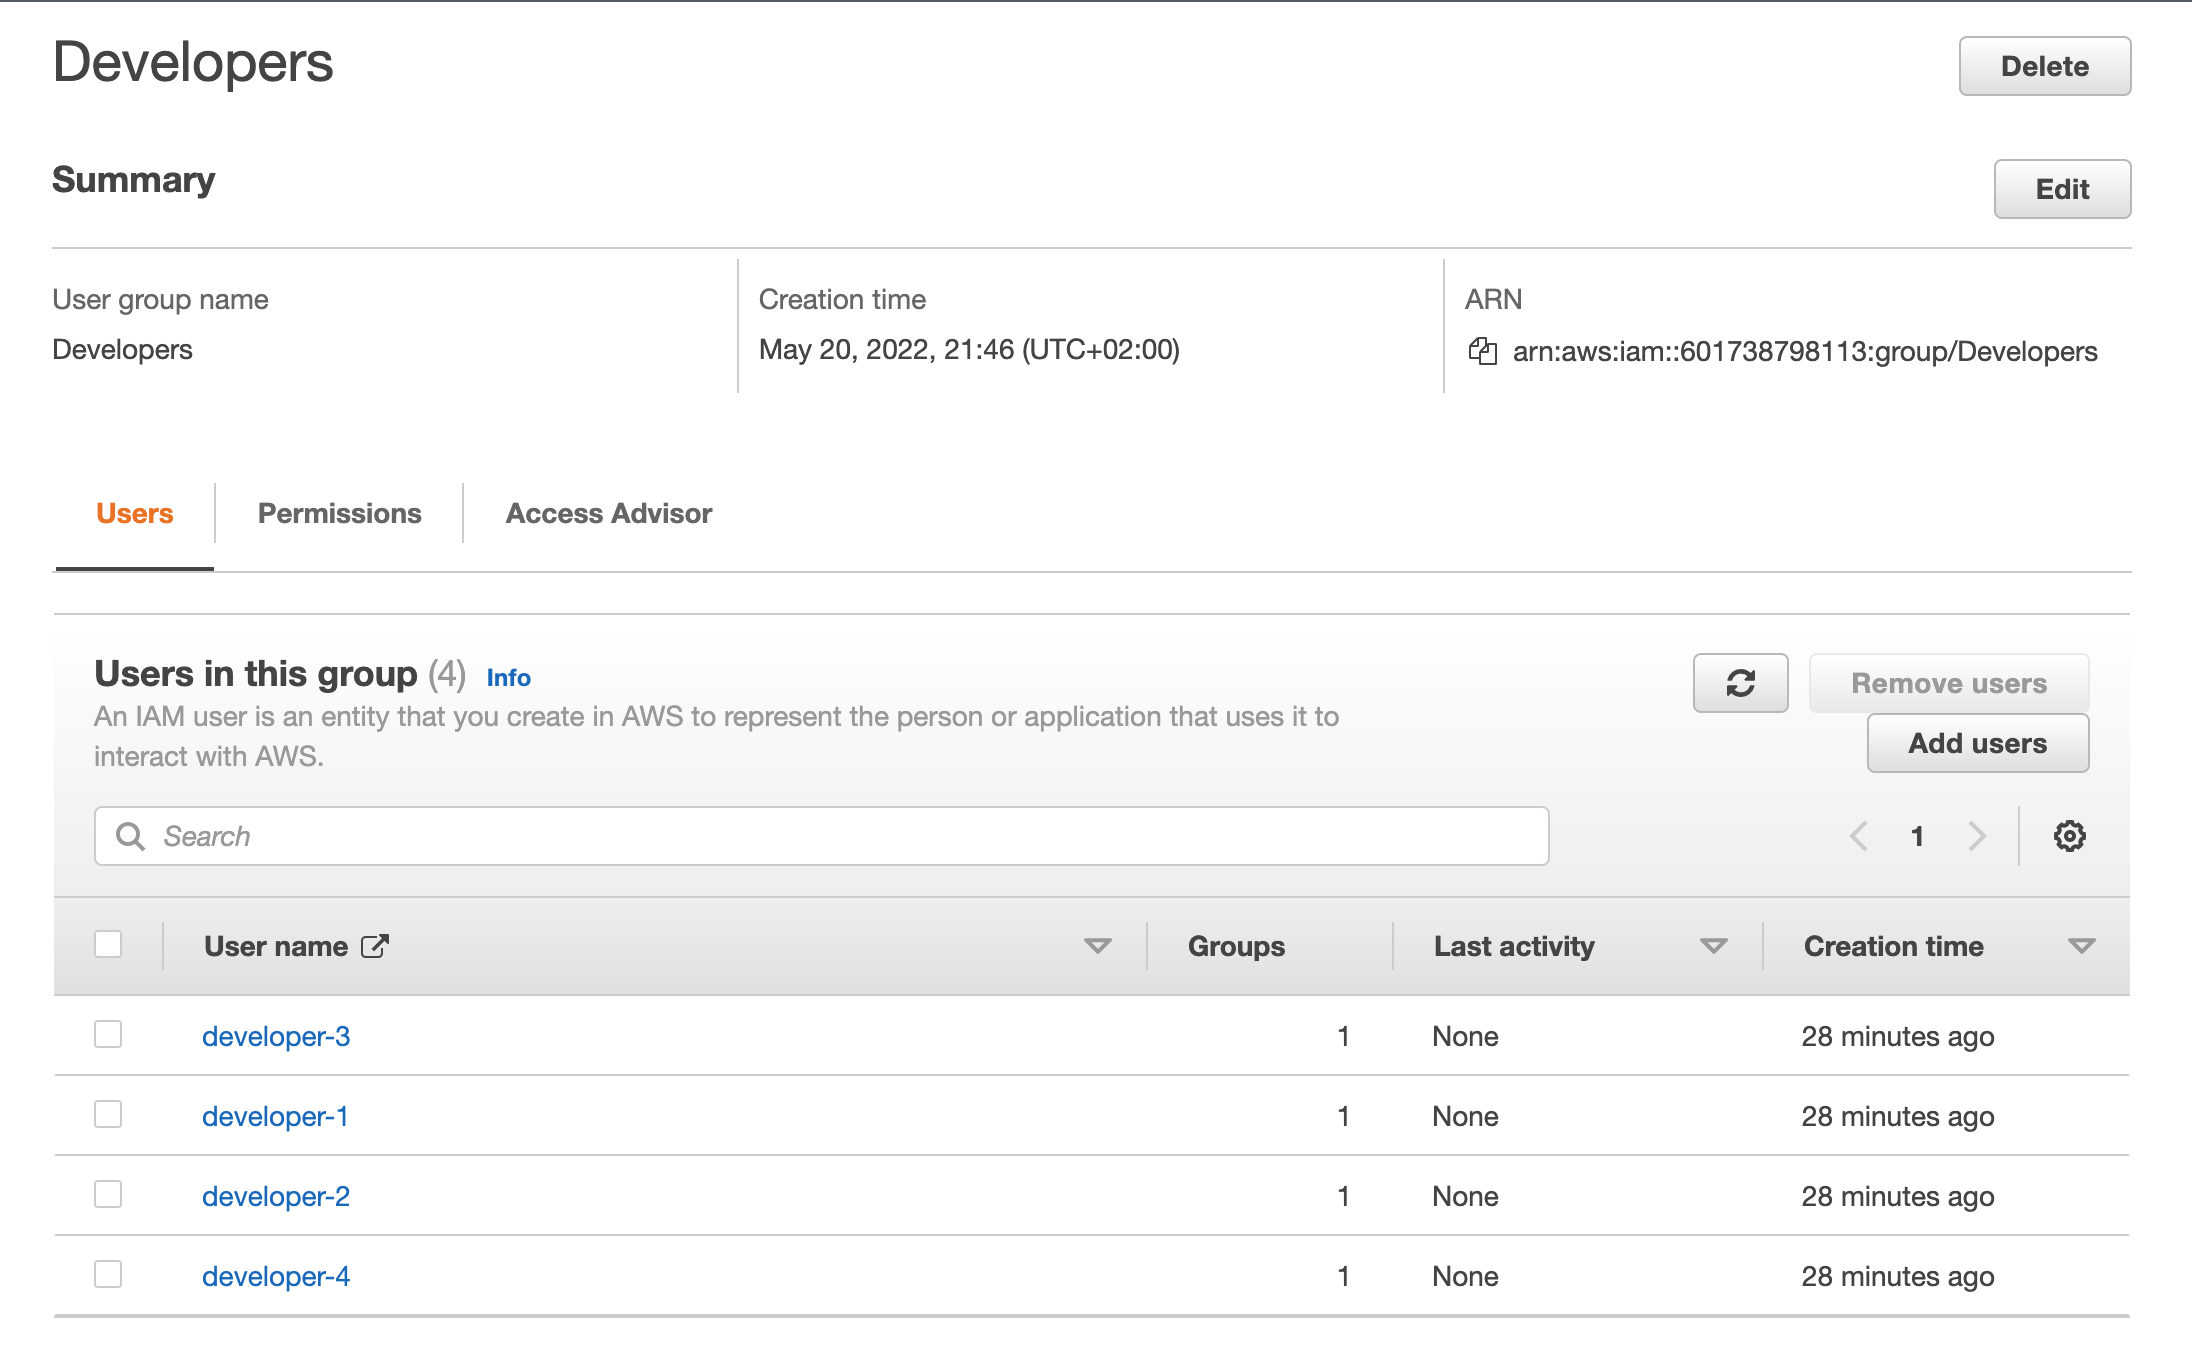 Developers
Delete
Summary
Edit
User group name
Creation time
ARN
Developers
May 20, 2022, 21:46 (UTC+02:00)
arn:aws:iam::601738798113:group/Developers
Users
Permissions
Access Advisor
Users in this group (4) Info
Remove users
An IAM user is an entity that you create in AWS to represent the person or application that uses it to
interact with AWS.
Add users
Search
1
User name
Groups
Last activity
Creation time
developer-3 1 None 28 minutes ago
developer-1 1 None 28 minutes ago
developer-2 1 None 28 minutes ago
developer-4 1 None 28 minutes ago